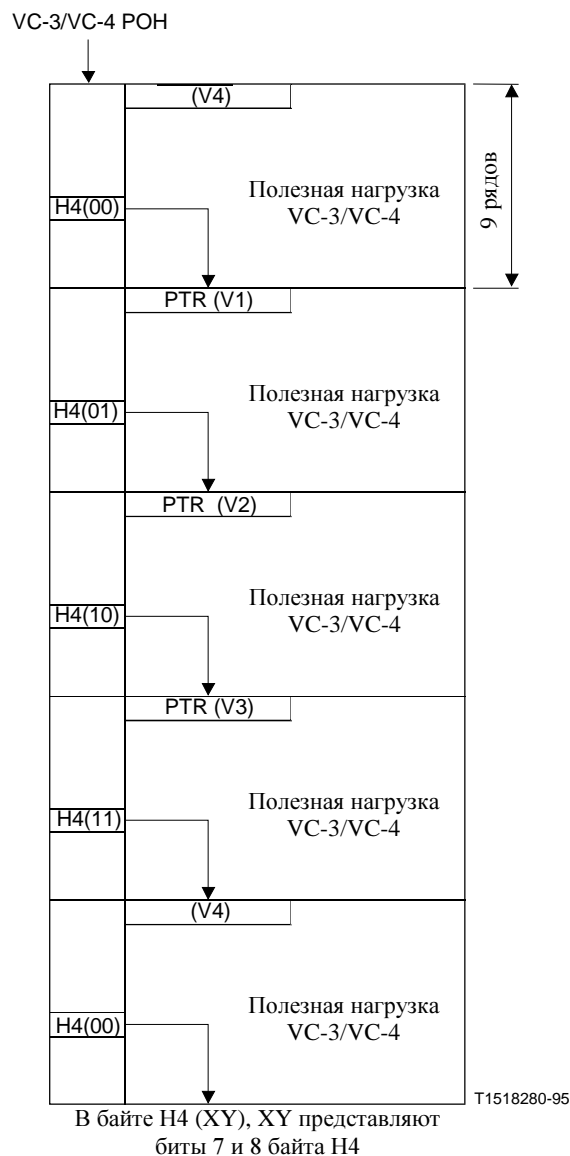 VC-3/VC-4 POH
(V4)
Полезная нагрузка
VC-3/VC-4
9 рядов
H4(00)
PTR (V1)
Полезная нагрузка
VC-3/VC-4
H4(01)
PTR (V2)
Полезная нагрузка
VC-3/VC-4
H4(10)
PTR (V3)
Полезная нагрузка
VC-3/VC-4
H4(11)
(V4)
Полезная нагрузка
VC-3/VC-4
H4(00)
T1518280-95
В байте H4 (XY), XY представляют
биты 7 и 8 байта H4